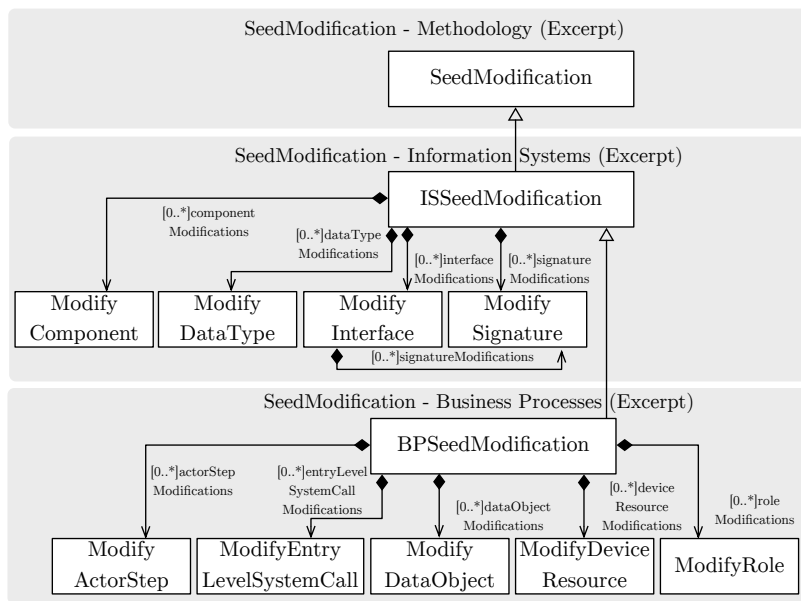 SeedModification - Methodology (Excerpt)
SeedModification
SeedModification - Information Systems (Excerpt)
ISSeedModification
[0..*]component
Modifications
[0..*]dataType
Modifications
[0..*]interface
Modifications
[0..*]signature
Modifications
Modify
Component
Modify
DataType
Modify
Interface
Modify
Signature
[0..*]signatureModifications
SeedModification - Business Processes (Excerpt)
BPSeedModification
[0..*]actorStep
Modifications
[0..*]entryLevel
SystemCall
Modifications
[0..*]dataObject
Modifications
[0..*]device
Resource
Modifications
[0..*]role
Modifications
Modify
ActorStep
ModifyEntry
LevelSystemCall
Modify
DataObject
ModifyDevice
Resource
ModifyRole